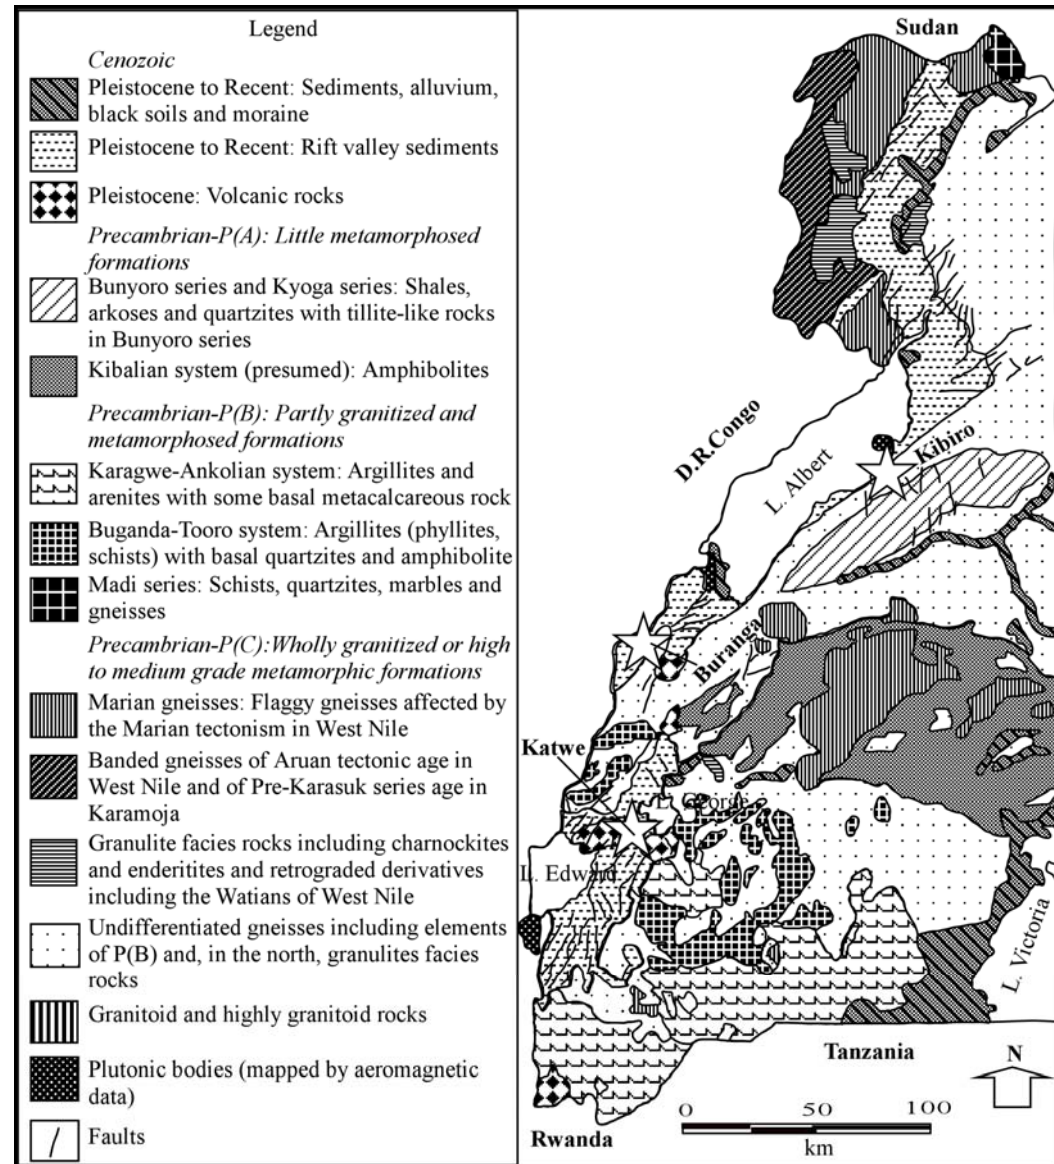 Legend
Cenozoic
Pleistocene to Recent: Sediments, alluvium,
black soils and moraine
Pleistocene to Recent: Rift valley sediments
Pleistocene: Volcanic rocks
Precambrian-P(A): Little metamorphosed
formations
Bunyoro series and Kyoga series: Shales,
arkoses and quartzites with tillite-like rocks
in Bunyoro series
Kibalian system (presumed): Amphibolites
Precambrian-P(B): Partly granitized and
metamorphosed formations
Karagwe-Ankolian system: Argillites and
arenites with some basal metacalcareous rock
Buganda-Tooro system: Argillites (phyllites,
schists) with basal quartzites and amphibolite
Madi series: Schists, quartzites, marbles and
gneisses
Precambrian-P(C):Wholly granitized or high
to medium grade metamorphic formations
Marian gneisses: Flaggy gneisses affected by
the Marian tectonism in West Nile
Banded gneisses of Aruan tectonic age in
West Nile and of Pre-Karasuk series age in
Karamoja
Granulite facies rocks including charnockites
and enderitites and retrograded derivatives
including the Watians of West Nile
Undifferentiated gneisses including elements
of P(B) and, in the north, granulites facies
rocks
Granitoid and highly granitoid rocks
Plutonic bodies (mapped by aeromagnetic
data)
Faults
Sudan
D.R.Congo
L. Albert
Kibiro
Buranga
Katwe
L. George
L. Edward
L. Victoria
Tanzania
N
0 50 100
km
Rwanda